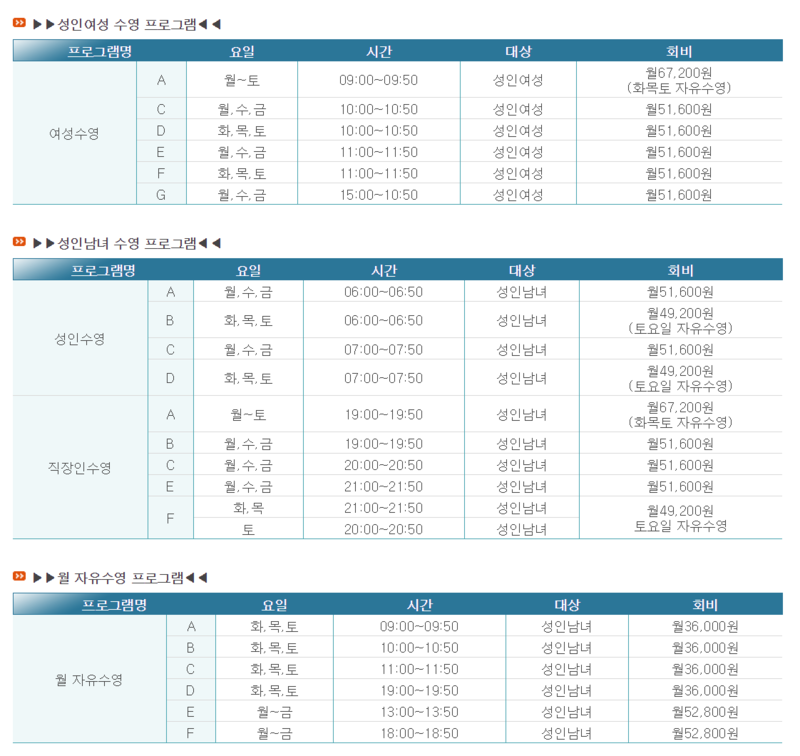 ▶▶성인여성 수영 프로그램◀◀
프로그램명 요일 시간 대상 회비
여성수영
A 월~토 09:00~09:50 성인여성 월67,200원
(화목토 자유수영)
C 월,수,금 10:00~10:50 성인여성 월51,600원
D 화,목,토 10:00~10:50 성인여성 월51,600원
E 월,수,금 11:00~11:50 성인여성 월51,600원
F 화,목,토 11:00~11:50 성인여성 월51,600원
G 월,수,금 15:00~10:50 성인여성 월51,600원
▶▶성인남녀 수영 프로그램◀◀
프로그램명 요일 시간 대상 회비
성인수영
A 월,수,금 06:00~06:50 성인남녀 월51,600원
B 화,목,토 06:00~06:50 성인남녀 월49,200원
(토요일 자유수영)
C 월,수,금 07:00~07:50 성인남녀 월51,600원
D 화,목,토 07:00~07:50 성인남녀 월49,200원
(토요일 자유수영)
직장인수영
A 월~토 19:00~19:50 성인남녀 월67,200원
(화목토 자유수영)
B 월,수,금 19:00~19:50 성인남녀 월51,600원
C 월,수,금 20:00~20:50 성인남녀 월51,600원
E 월,수,금 21:00~21:50 성인남녀 월51,600원
F 화,목 21:00~21:50 성인남녀 월49,200원
토 20:00~20:50 성인남녀 토요일 자유수영
▶▶월 자유수영 프로그램◀◀
프로그램명 요일 시간 대상 회비
월 자유수영
A 화,목,토 09:00~09:50 성인남녀 월36,000원
B 화,목,토 10:00~10:50 성인남녀 월36,000원
C 화,목,토 11:00~11:50 성인남녀 월36,000원
D 화,목,토 19:00~19:50 성인남녀 월36,000원
E 월~금 13:00~13:50 성인남녀 월52,800원
F 월~금 18:00~18:50 성인남녀 월52,800원